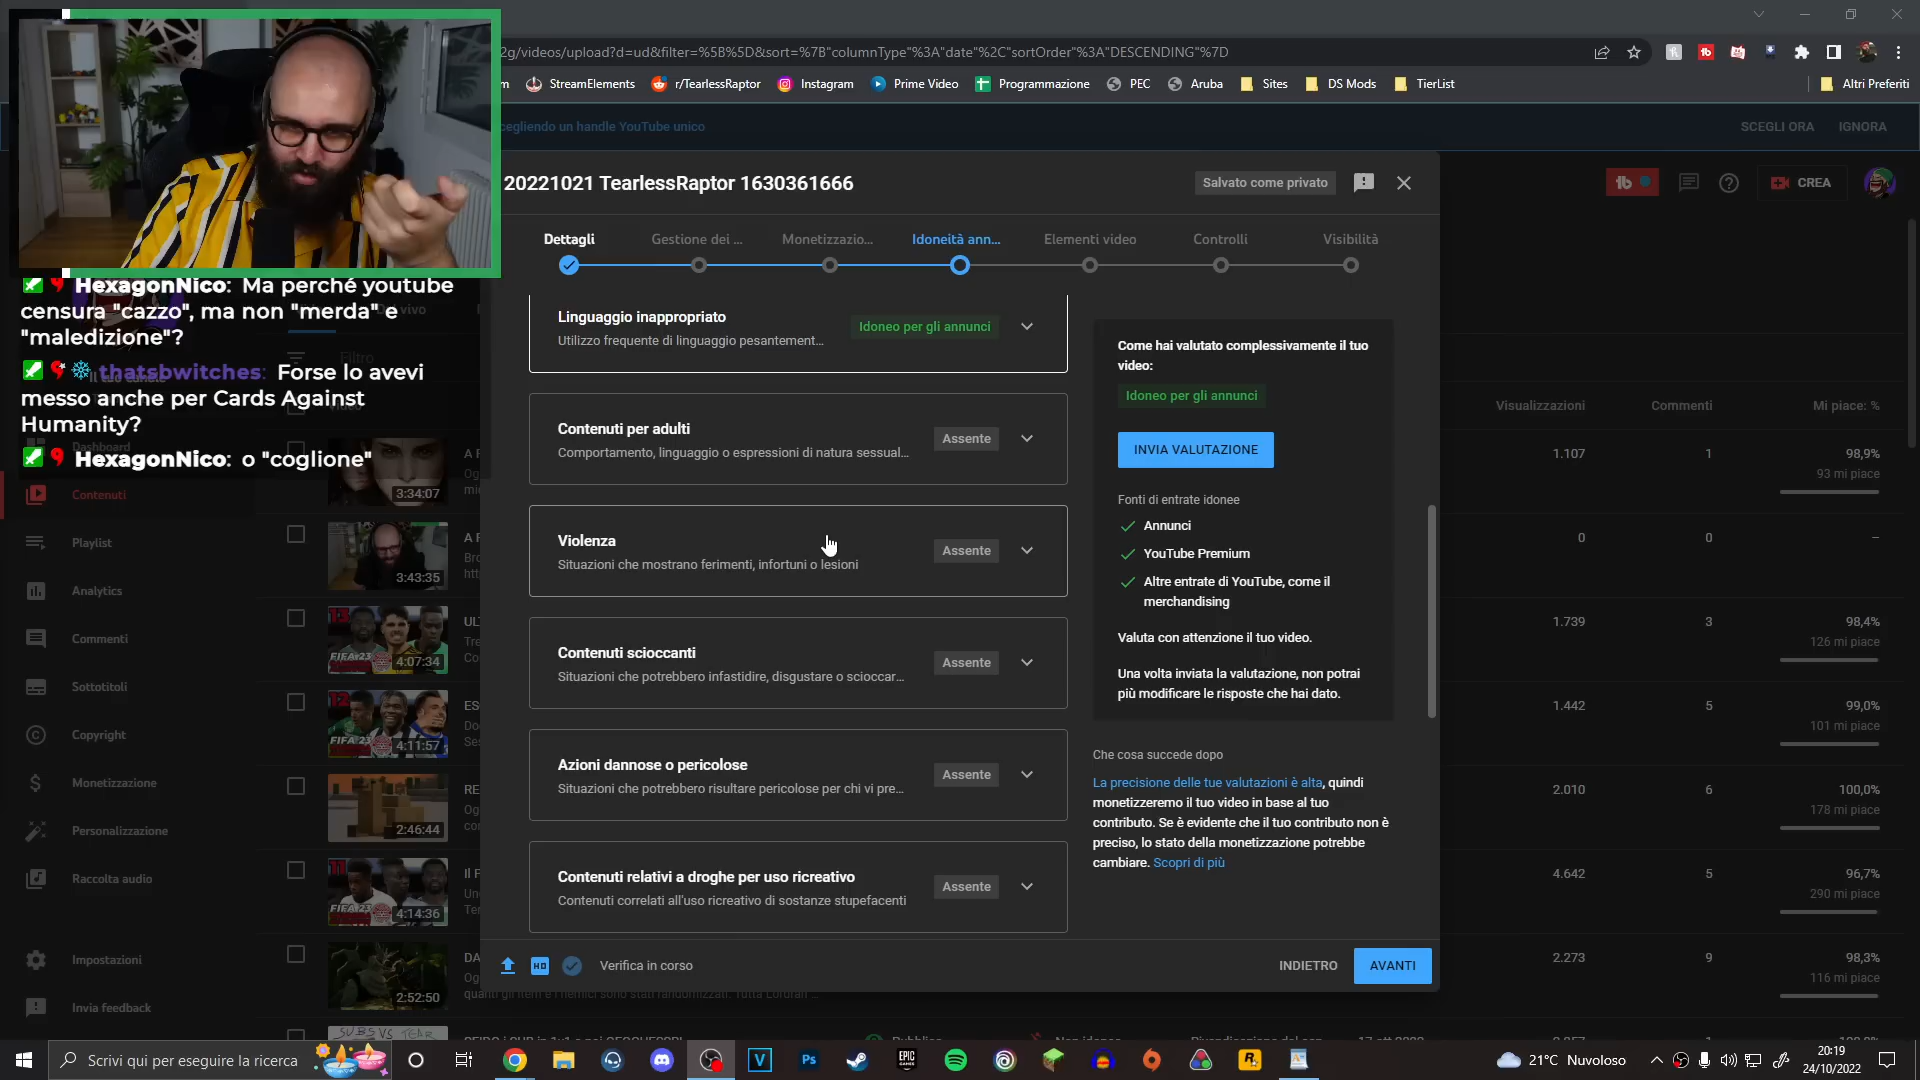 2g/videos/upload?d=ud&filter=%5B%5D&sort=%7B"columnType"%3A"date"%2C"sortOrder"%3A"DESCENDING"%7D
StreamElements
r/TearlessRaptor
Instagram
Prime Video
Programmazione
PEC
Aruba
Sites
DS Mods
TierList
Altri Preferiti
cegliendo un handle YouTube unico
SCEGLI ORA
IGNORA
20221021 TearlessRaptor 1630361666
Salvato come privato
CREA
Dettagli
Gestione dei ...
Monetizzazio...
Idoneità ann...
Elementi video
Controlli
Visibilità
HexagonNico: Ma perché youtube
censura "cazzo", ma non "merda" e
"maledizione"?
thatsbwitches: Forse lo avevi
messo anche per Cards Against
Humanity?
HexagonNico: o "coglione"
Filtro
Dashboard
Contenuti
Playlist
Analytics
Commenti
Sottotitoli
Copyright
Monetizzazione
Personalizzazione
Raccolta audio
Impostazioni
Invia feedback
3:34:07
3:43:35
FIFA 23
4:07:34
FIFA 23
4:11:57
2:46:44
FIFA 23
4:14:36
2:52:50
Linguaggio inappropriato
Utilizzo frequente di linguaggio pesantement...
Idoneo per gli annunci
Contenuti per adulti
Comportamento, linguaggio o espressioni di natura sessual...
Assente
Violenza
Situazioni che mostrano ferimenti, infortuni o lesioni
Assente
Contenuti scioccanti
Situazioni che potrebbero infastidire, disgustare o scioccar...
Assente
Azioni dannose o pericolose
Situazioni che potrebbero risultare pericolose per chi vi pre...
Assente
Contenuti relativi a droghe per uso ricreativo
Contenuti correlati all'uso ricreativo di sostanze stupefacenti
Assente
Come hai valutato complessivamente il tuo
video:
Idoneo per gli annunci
INVIA VALUTAZIONE
Fonti di entrate idonee
Annunci
YouTube Premium
Altre entrate di YouTube, come il
merchandising
Valuta con attenzione il tuo video.
Una volta inviata la valutazione, non potrai
più modificare le risposte che hai dato.
Che cosa succede dopo
La precisione delle tue valutazioni è alta, quindi
monetizzeremo il tuo video in base al tuo
contributo. Se è evidente che il tuo contributo non è
preciso, lo stato della monetizzazione potrebbe
cambiare. Scopri di più
Visualizzazioni
Commenti
Mi piace: %
1.107
1
98,9%
93 mi piace
0
0
–
1.739
3
98,4%
126 mi piace
1.442
5
99,0%
101 mi piace
2.010
6
100,0%
178 mi piace
4.642
5
96,7%
290 mi piace
2.273
9
98,3%
116 mi piace
HD
Verifica in corso
INDIETRO
AVANTI
Scrivi qui per eseguire la ricerca
21°C Nuvoloso
20:19
24/10/2022